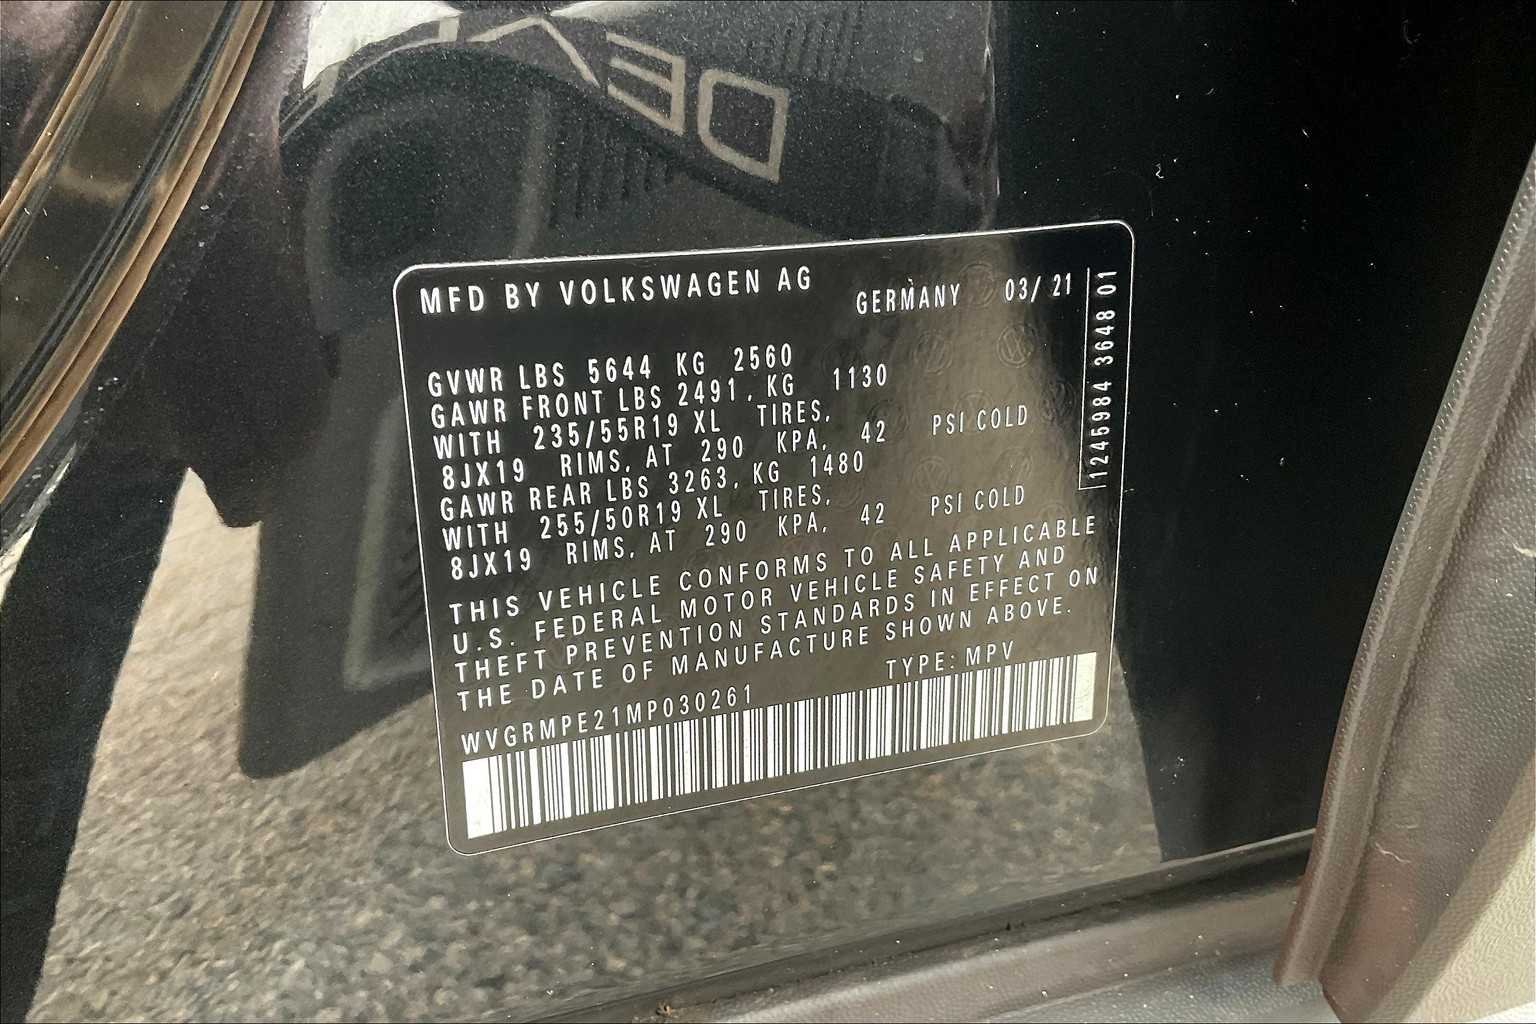 DEV
MFD BY VOLKSWAGEN AG
GERMANY 03/ 21
GVWR LBS 5644 KG 2560
GAWR FRONT LBS 2491, KG 1130
WITH 235/55R19 XL TIRES,
8JX19 RIMS, AT 290 KPA, 42 PSI COLD
GAWR REAR LBS 3263, KG 1480
WITH 255/50R19 XL TIRES,
8JX19 RIMS, AT 290 KPA, 42 PSI COLD
THIS VEHICLE CONFORMS TO ALL APPLICABLE
U.S. FEDERAL MOTOR VEHICLE SAFETY AND
THEFT PREVENTION STANDARDS IN EFFECT ON
THE DATE OF MANUFACTURE SHOWN ABOVE.
WVGRMPE21MP030261 TYPE: MPV
1245984 3648 01